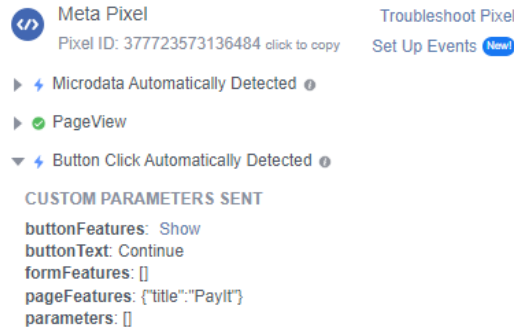 Meta Pixel
Troubleshoot Pixel
Pixel ID: 377723573136484 click to copy
Set Up Events New!
Microdata Automatically Detected
PageView
Button Click Automatically Detected
CUSTOM PARAMETERS SENT
buttonFeatures: Show
buttonText: Continue
formFeatures: []
pageFeatures: {"title":"PayIt"}
parameters: []